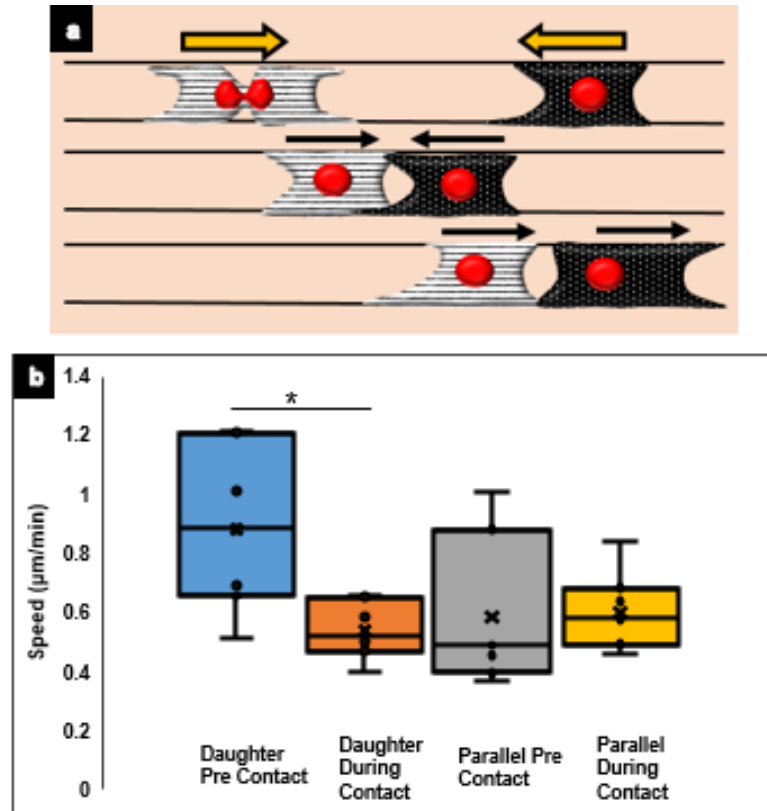 a
b
1.4
1.2
1
0.8
0.6
0.4
0.2
0
Speed (µm/min)
*
Daughter
Pre Contact
Daughter
During
Contact
Parallel Pre
Contact
Parallel
During
Contact